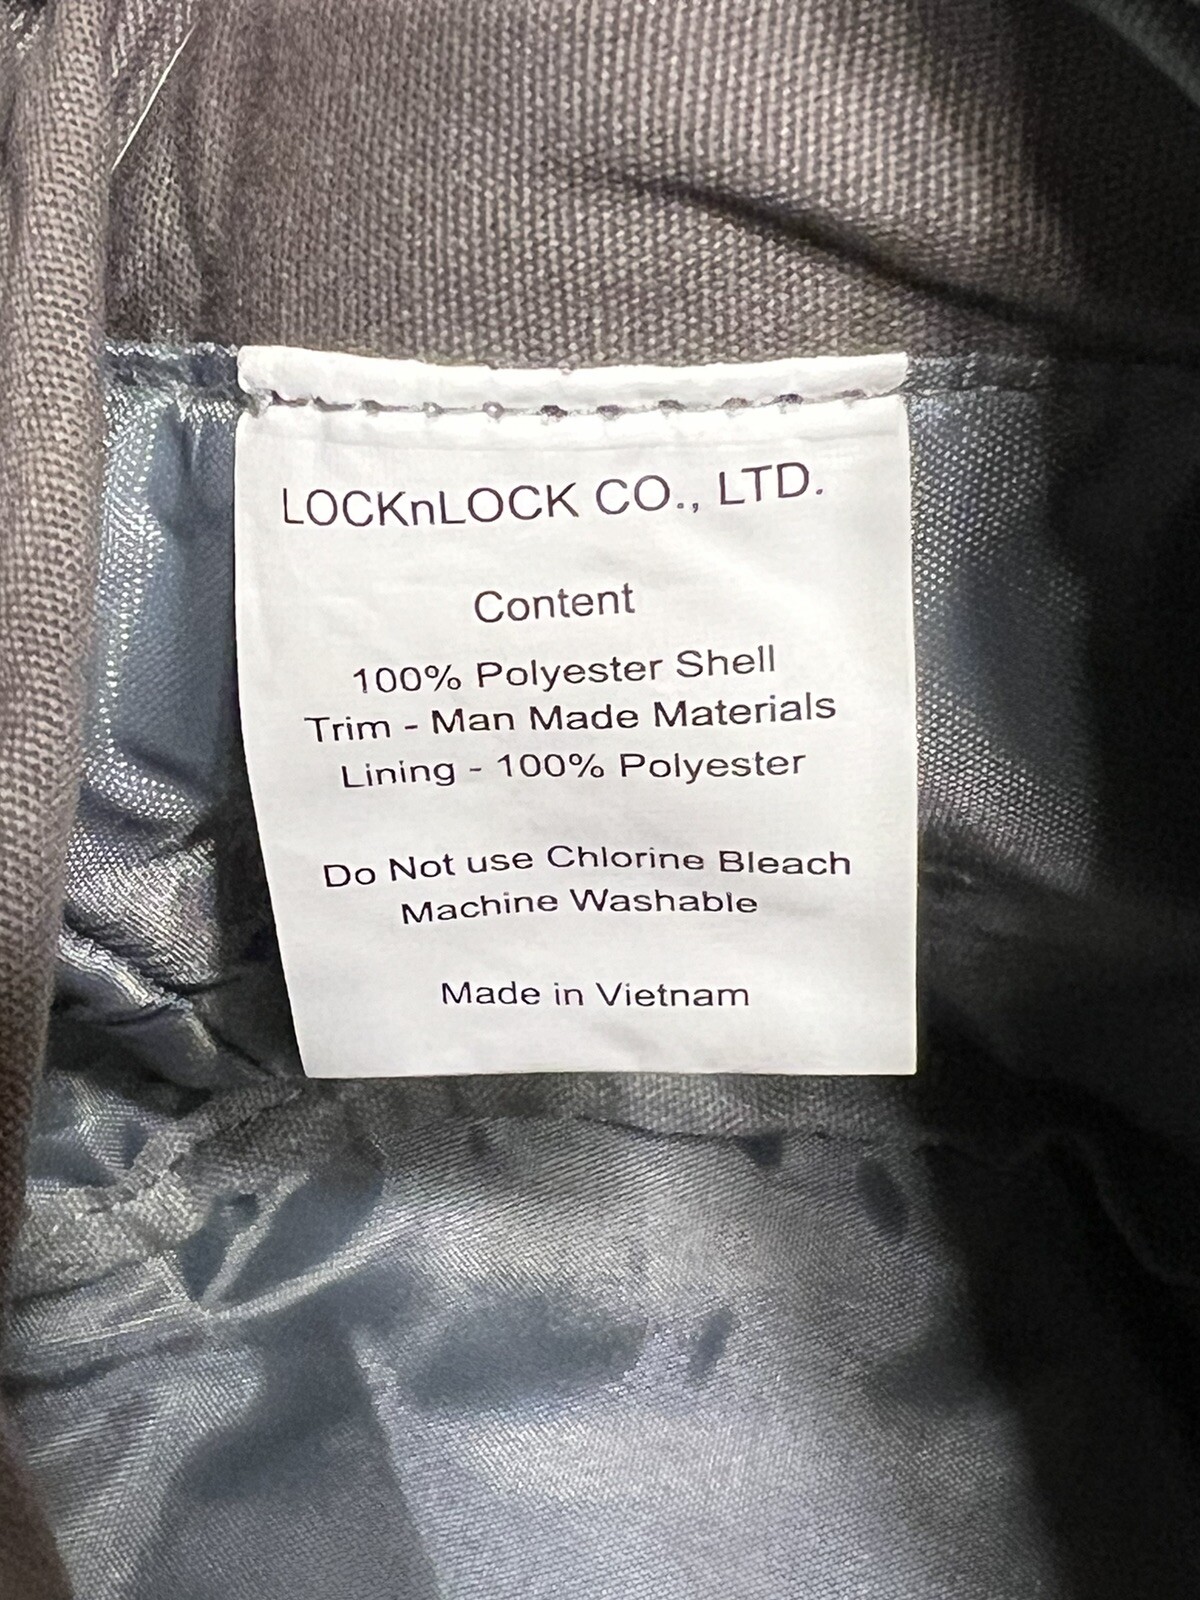 LOCKnLOCK CO., LTD.
Content
100% Polyester Shell
Trim - Man Made Materials
Lining - 100% Polyester
Do Not use Chlorine Bleach
Machine Washable
Made in Vietnam